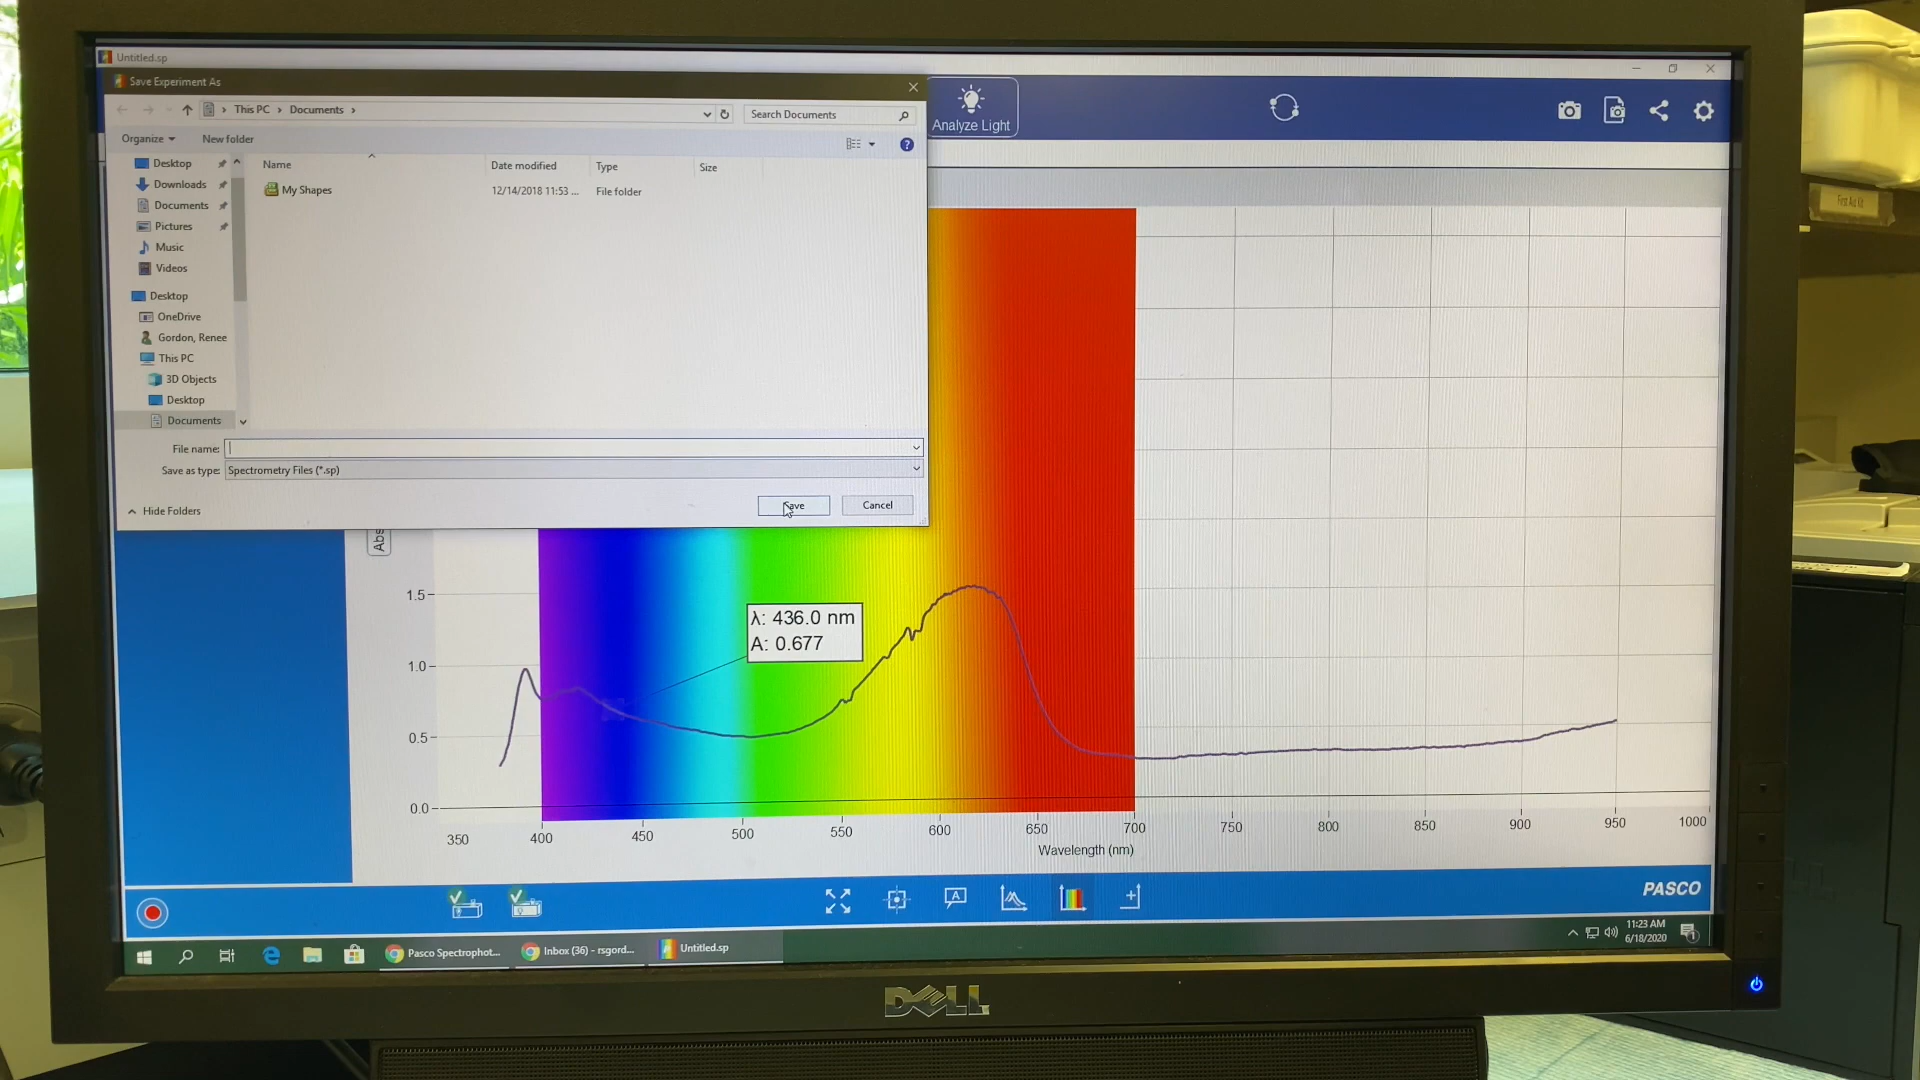 Untitled.sp
Save Experiment As
This PC > Documents >
Search Documents
Analyze Light
Organize
New folder
Name
Date modified
Type
Size
My Shapes
12/14/2018 11:53 ...
File folder
Desktop
Downloads
Documents
Pictures
Music
Videos
Desktop
OneDrive
Gordon, Renee
This PC
3D Objects
Desktop
Documents
File name:
Save as type:
Spectrometry Files (*.sp)
Hide Folders
Save
Cancel
First Aid Kit
Abs
1.5
1.0
0.5
0.0
λ: 436.0 nm
A: 0.677
350 400 450 500 550 600 650 700 750 800 850 900 950 1000
Wavelength (nm)
PASCO
A
Pasco Spectrophot...
Inbox (36) - rsgord...
Untitled.sp
11:23 AM
6/18/2020
1
DELL